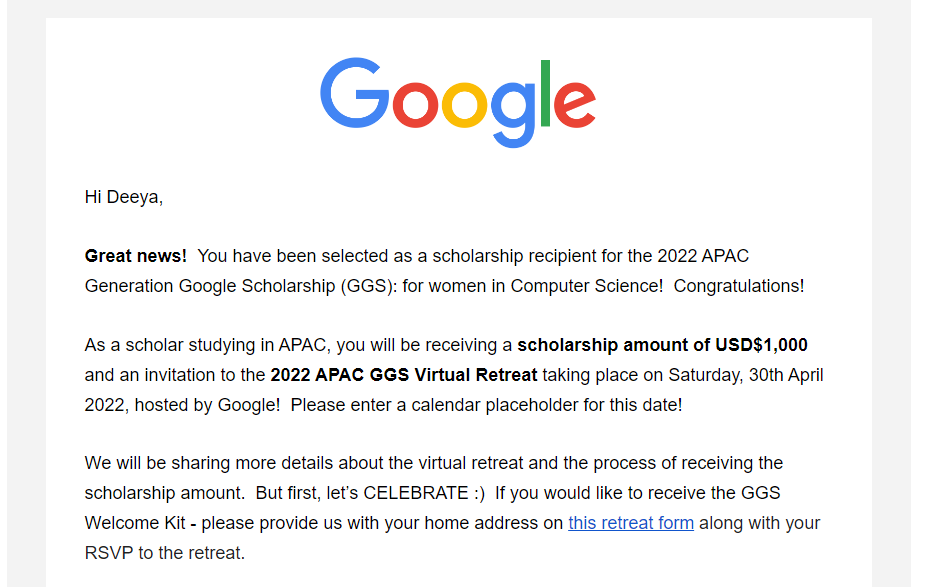 Google
Hi Deeya,
Great news!  You have been selected as a scholarship recipient for the 2022 APAC
Generation Google Scholarship (GGS): for women in Computer Science!  Congratulations!
As a scholar studying in APAC, you will be receiving a scholarship amount of USD$1,000
and an invitation to the 2022 APAC GGS Virtual Retreat taking place on Saturday, 30th April
2022, hosted by Google!  Please enter a calendar placeholder for this date!
We will be sharing more details about the virtual retreat and the process of receiving the
scholarship amount.  But first, let’s CELEBRATE :)  If you would like to receive the GGS
Welcome Kit - please provide us with your home address on this retreat form along with your
RSVP to the retreat.